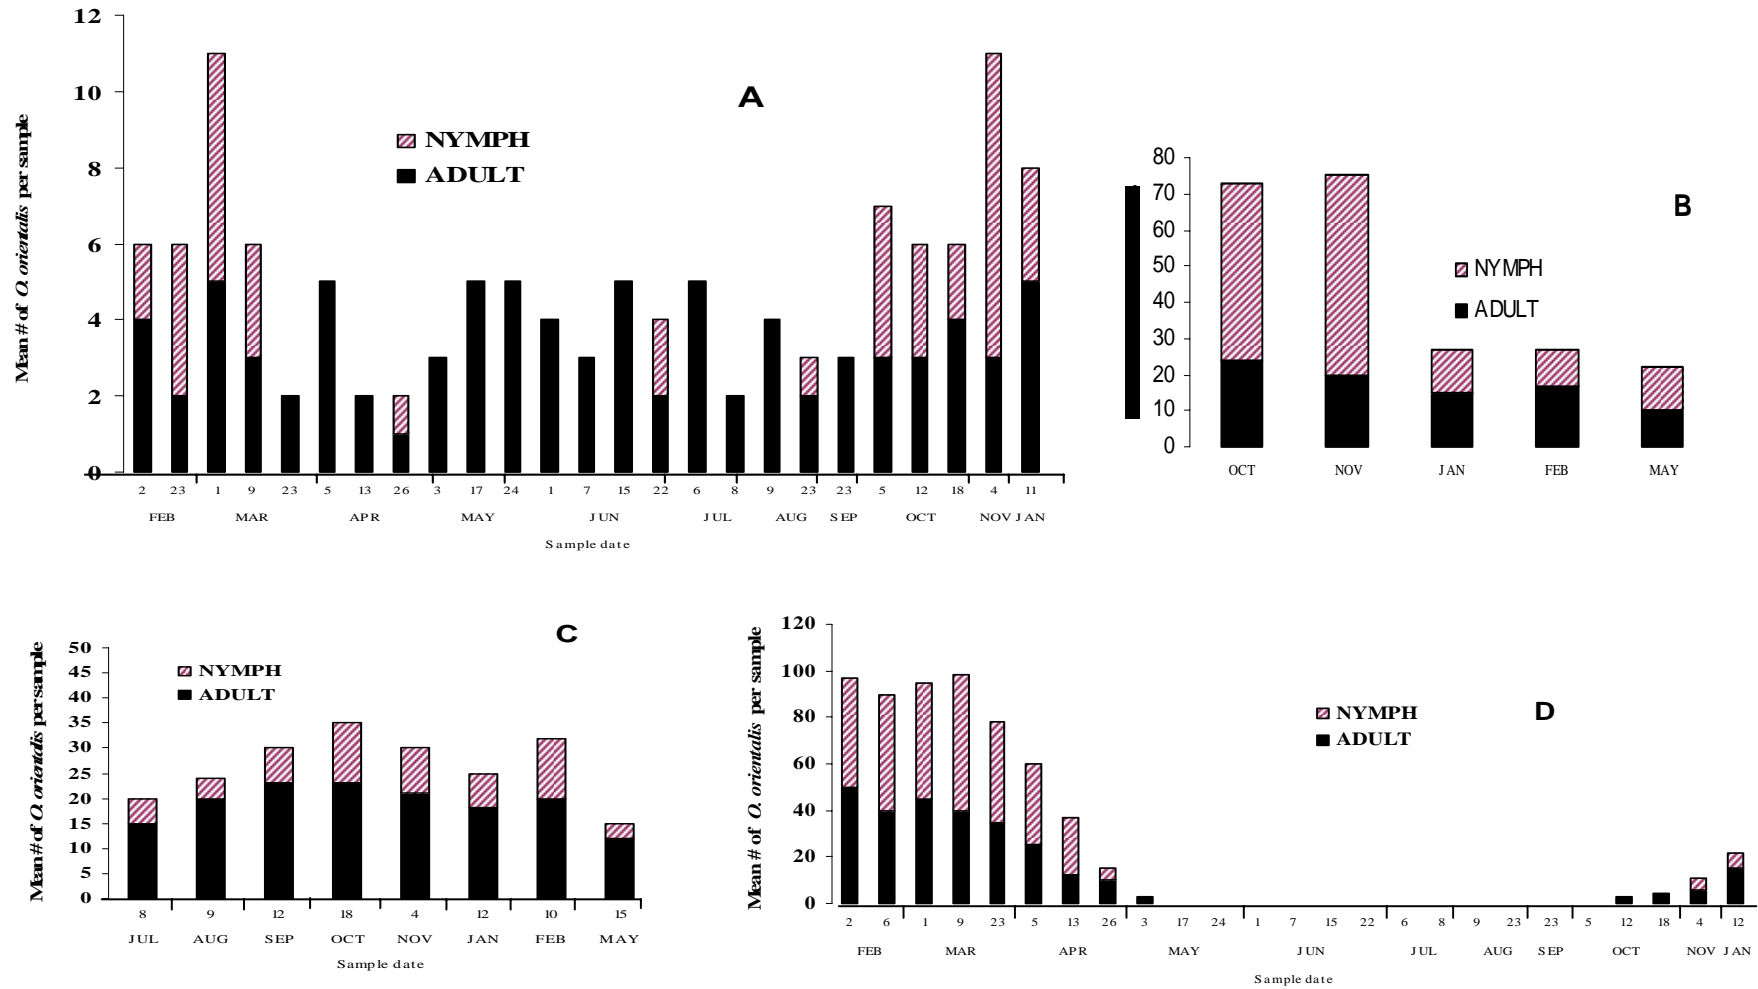 A
Mean # of O. orientalis per sample
12
10
8
6
4
2
0
NYMPH
ADULT
2 23 1 9 23 5 13 26 3 17 24 1 7 15 22 6 8 9 23 23 5 12 18 4 11
FEB MAR APR MAY JUN JUL AUG SEP OCT NOV JAN
Sample date
B
80
70
60
50
40
30
20
10
0
NYMPH
ADULT
OCT NOV JAN FEB MAY
C
Mean # of O. orientalis per sample
50
45
40
35
30
25
20
15
10
5
0
NYMPH
ADULT
8 9 12 18 4 12 10 15
JUL AUG SEP OCT NOV JAN FEB MAY
Sample date
D
Mean # of O. orientalis per sample
120
100
80
60
40
20
0
NYMPH
ADULT
2 6 1 9 23 5 13 26 3 17 24 1 7 15 22 6 8 9 23 23 5 12 18 4 12
FEB MAR APR MAY JUN JUL AUG SEP OCT NOV JAN
Sample date